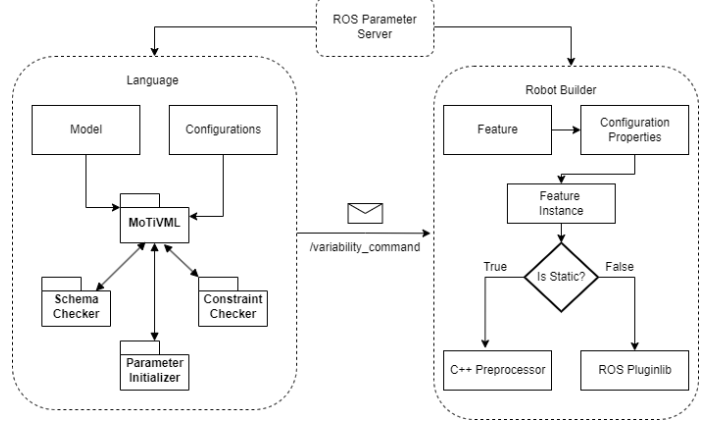 ROS Parameter
Server
Language
Model
Configurations
MoTiVML
Schema
Checker
Constraint
Checker
Parameter
Initializer
/variability_command
Robot Builder
Feature
Configuration
Properties
Feature
Instance
Is Static?
True
False
C++ Preprocessor
ROS Pluginlib